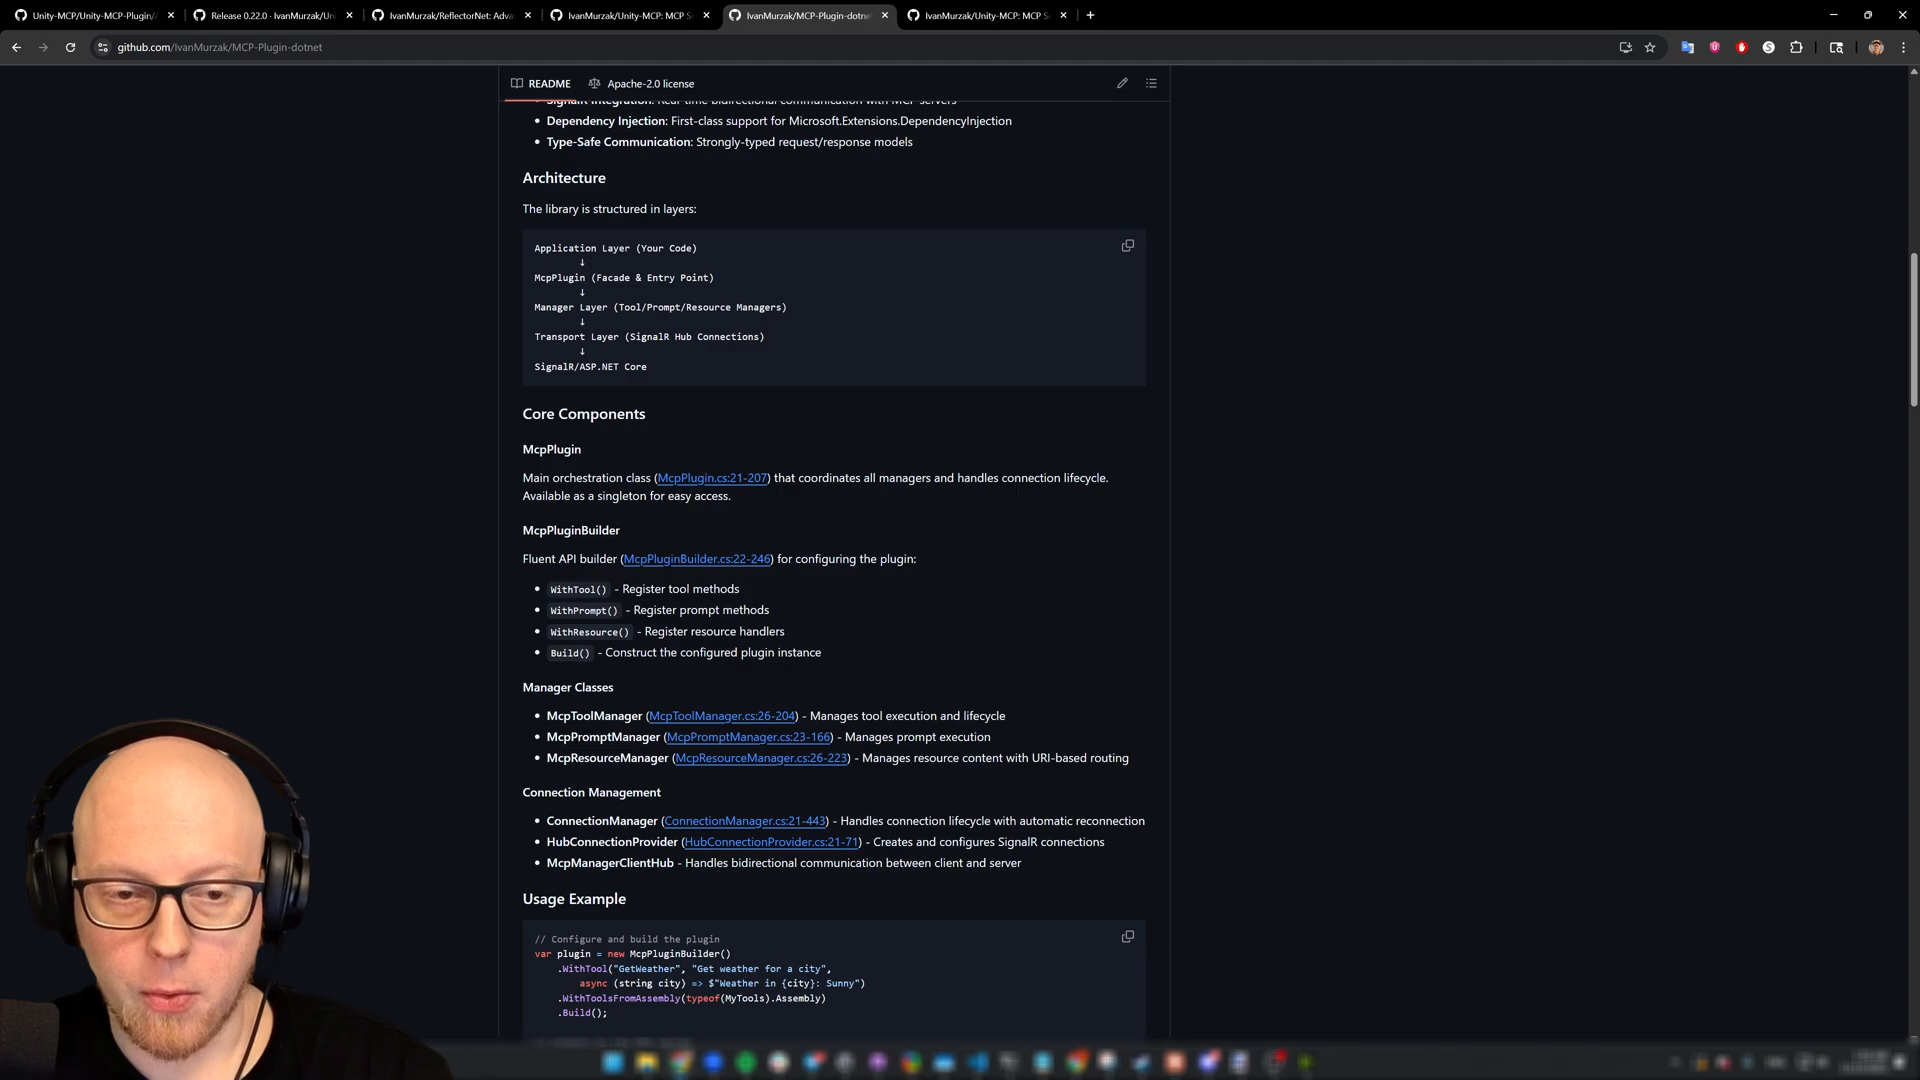 Unity-MCP/Unity-MCP-Plugin/
Release 0.22.0 · IvanMurzak/Uni
IvanMurzak/ReflectorNet: Adva
IvanMurzak/Unity-MCP: MCP S
IvanMurzak/MCP-Plugin-dotnet
IvanMurzak/Unity-MCP: MCP S
github.com/IvanMurzak/MCP-Plugin-dotnet
README
Apache-2.0 license
SignalR Integration: Real-time bidirectional communication with MCP servers
• Dependency Injection: First-class support for Microsoft.Extensions.DependencyInjection
• Type-Safe Communication: Strongly-typed request/response models
Architecture
The library is structured in layers:
Application Layer (Your Code)
↓
McpPlugin (Facade & Entry Point)
↓
Manager Layer (Tool/Prompt/Resource Managers)
↓
Transport Layer (SignalR Hub Connections)
↓
SignalR/ASP.NET Core
Core Components
McpPlugin
Main orchestration class (McpPlugin.cs:21-207) that coordinates all managers and handles connection lifecycle.
Available as a singleton for easy access.
McpPluginBuilder
Fluent API builder (McpPluginBuilder.cs:22-246) for configuring the plugin:
• WithTool() - Register tool methods
• WithPrompt() - Register prompt methods
• WithResource() - Register resource handlers
• Build() - Construct the configured plugin instance
Manager Classes
• McpToolManager (McpToolManager.cs:26-204) - Manages tool execution and lifecycle
• McpPromptManager (McpPromptManager.cs:23-166) - Manages prompt execution
• McpResourceManager (McpResourceManager.cs:26-223) - Manages resource content with URI-based routing
Connection Management
• ConnectionManager (ConnectionManager.cs:21-443) - Handles connection lifecycle with automatic reconnection
• HubConnectionProvider (HubConnectionProvider.cs:21-71) - Creates and configures SignalR connections
• McpManagerClientHub - Handles bidirectional communication between client and server
Usage Example
// Configure and build the plugin
var plugin = new McpPluginBuilder()
.WithTool("GetWeather", "Get weather for a city",
async (string city) => $"Weather in {city}: Sunny")
.WithToolsFromAssembly(typeof(MyTools).Assembly)
.Build();